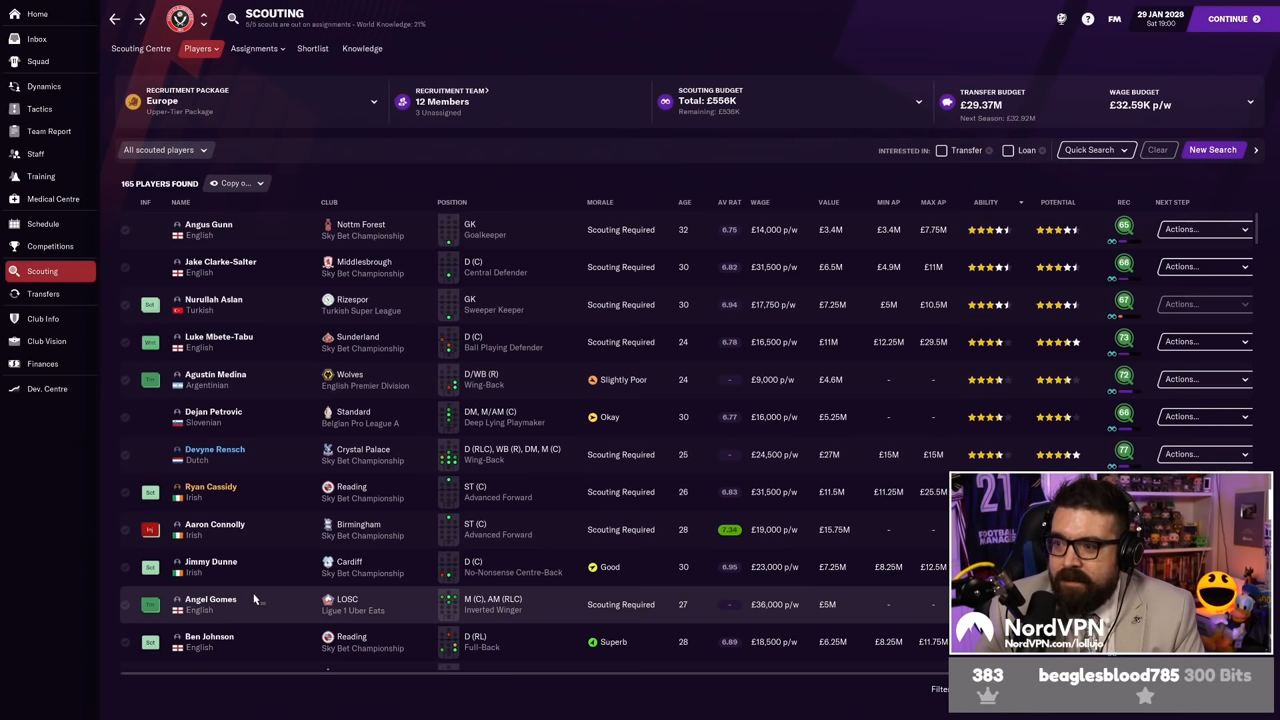 Home
Inbox
Squad
Dynamics
Tactics
Team Report
Staff
Training
Medical Centre
Schedule
Competitions
Scouting
Transfers
Club Info
Club Vision
Finances
Dev. Centre
SCOUTING
5/5 scouts are out on assignments - World Knowledge: 21%
FM
29 JAN 2028
Sat 19:00
CONTINUE
Scouting Centre Players Assignments Shortlist Knowledge
RECRUITMENT PACKAGE
Europe
Upper-Tier Package
RECRUITMENT TEAM
12 Members
3 Unassigned
SCOUTING BUDGET
Total: £556K
Remaining: £536K
TRANSFER BUDGET
£29.37M
Next Season: £32.92M
WAGE BUDGET
£32.59K p/w
All scouted players
INTERESTED IN: Transfer Loan Quick Search Clear New Search
165 PLAYERS FOUND Copy o...
INF NAME CLUB POSITION MORALE AGE AV RAT WAGE VALUE MIN AP MAX AP ABILITY POTENTIAL REC NEXT STEP
Angus Gunn Nottm Forest GK Scouting Required 32 6.75 £14,000 p/w £3.4M £3.4M £7.75M 65 Actions...
English Sky Bet Championship Goalkeeper
Jake Clarke-Salter Middlesbrough D (C) Scouting Required 30 6.82 £31,500 p/w £6.5M £4.9M £11M 66 Actions...
English Sky Bet Championship Central Defender
Nurullah Aslan Rizespor GK Scouting Required 30 6.94 £17,750 p/w £7.25M £5M £10.5M 67 Actions...
Turkish Turkish Super League Sweeper Keeper
Wnt Luke Mbete-Tabu Sunderland D (C) Scouting Required 24 6.78 £16,500 p/w £11M £12.25M £29.5M 73 Actions...
English Sky Bet Championship Ball Playing Defender
Agustín Medina Wolves D/WB (R) Slightly Poor 24 - £9,000 p/w £4.6M - - 72 Actions...
Argentinian English Premier Division Wing-Back
Dejan Petrovic Standard DM, M/AM (C) Okay 30 6.77 £16,000 p/w £5.25M - - 66 Actions...
Slovenian Belgian Pro League A Deep Lying Playmaker
Devyne Rensch Crystal Palace D (RLC), WB (R), DM, M (C) Scouting Required 25 - £24,500 p/w £27M £15M £15M 77 Actions...
Dutch Sky Bet Championship Wing-Back
Sct Ryan Cassidy Reading ST (C) Scouting Required 26 6.83 £31,500 p/w £11.5M £11.25M £25.5M
Irish Sky Bet Championship Advanced Forward
Inj Aaron Connolly Birmingham ST (C) Scouting Required 28 7.34 £19,000 p/w £15.75M - -
Irish Sky Bet Championship Advanced Forward
Sct Jimmy Dunne Cardiff D (C) Good 30 6.95 £23,000 p/w £7.25M £8.25M £12.5M
Irish Sky Bet Championship No-Nonsense Centre-Back
Angel Gomes LOSC M (C), AM (RLC) Scouting Required 27 - £36,000 p/w £5M - -
English Ligue 1 Uber Eats Inverted Winger
Sct Ben Johnson Reading D (RL) Superb 28 6.89 £18,500 p/w £6.25M £8.25M £11.75M
English Sky Bet Championship Full-Back
21
FOOTBALL
MANAGER
NordVPN
NordVPN.com/lollujo
383
beaglesblood785 300 Bits